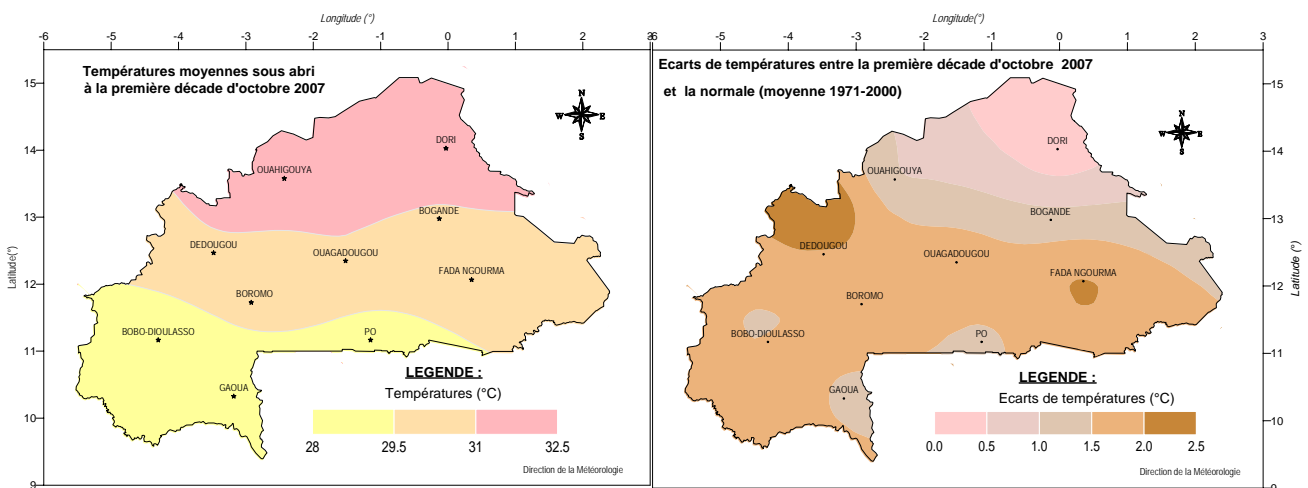 Longitude (°)
-6 -5 -4 -3 -2 -1 0 1 2 3
Températures moyennes sous abri
à la première décade d'octobre 2007
N
W E
S
15
14
13
12
11
10
9
Latitude(°)
DORI
OUAHIGOUYA
BOGANDE
DEDOUGOU
OUAGADOUGOU
FADA NGOURMA
BOROMO
BOBO-DIOULASSO
PO
GAOUA
LEGENDE :
Températures (°C)
28 29.5 31 32.5
Direction de la Météorologie
Longitude(°)
-6 -5 -4 -3 -2 -1 0 1 2 3
Ecarts de températures entre la première décade d'octobre 2007
et la normale (moyenne 1971-2000)
N
W E
S
15
14
13
12
11
10
9
Latitude (°)
DORI
OUAHIGOUYA
BOGANDE
DEDOUGOU
OUAGADOUGOU
FADA NGOURMA
BOROMO
BOBO-DIOULASSO
PO
GAOUA
LEGENDE :
Ecarts de températures (°C)
0.0 0.5 1.0 1.5 2.0 2.5
Direction de la Météorologie